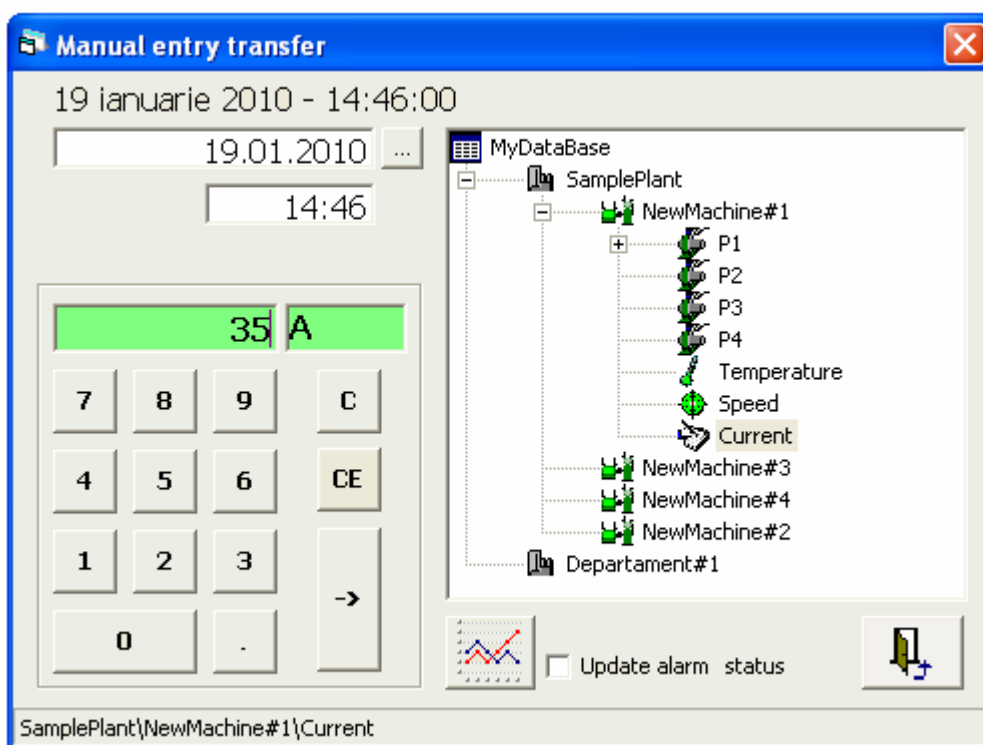 Manual entry transfer
19 ianuarie 2010 - 14:46:00
19.01.2010 ...
14:46
35 A
7 8 9 C
4 5 6 CE
1 2 3
->
0 .
MyDataBase
SamplePlant
NewMachine#1
P1
P2
P3
P4
Temperature
Speed
Current
NewMachine#3
NewMachine#4
NewMachine#2
Departament#1
Update alarm status
SamplePlant\NewMachine#1\Current